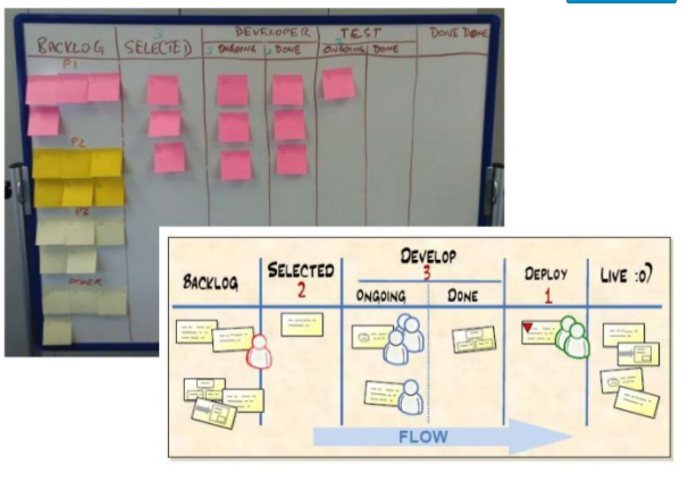 3
DEVELOPER
TEST
DONE DONE
BACKLOG
SELECTED
ONGOING
DONE
ONGOING
DONE
P1
P2
P3
OTHER
DEVELOP
3
BACKLOG
SELECTED
2
ONGOING
DONE
DEPLOY
1
LIVE :o)
FLOW